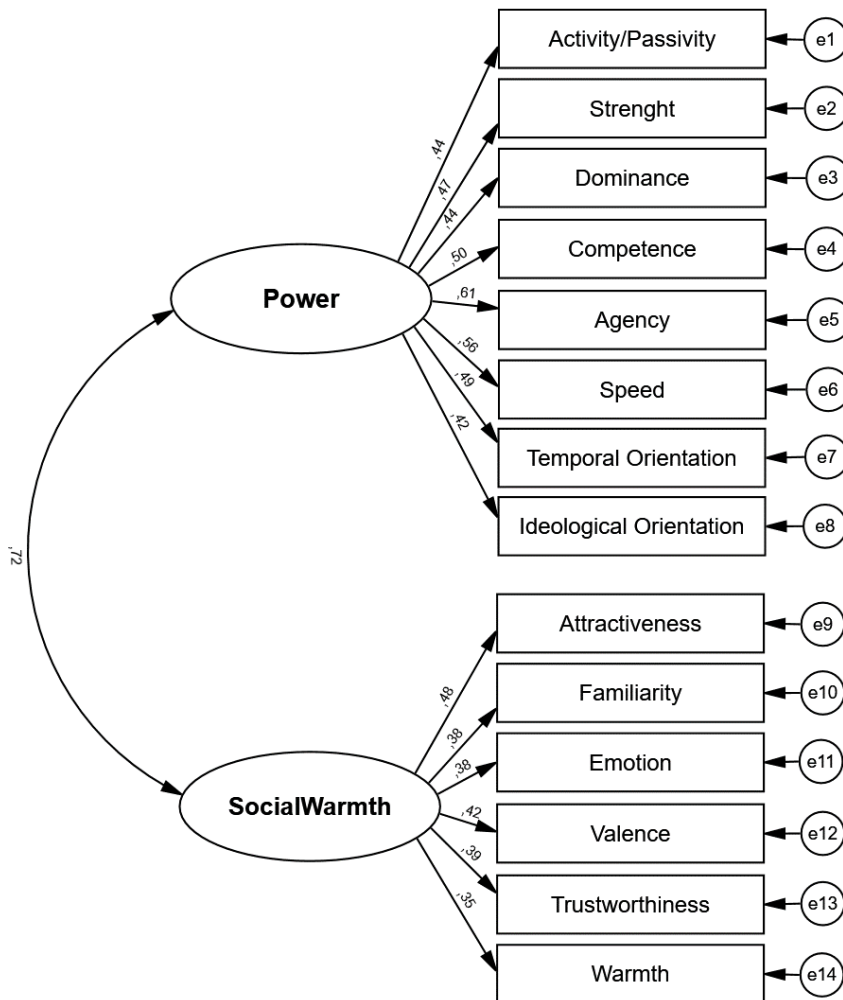 Activity/Passivity
e1
,44
Strenght
e2
,47
Dominance
e3
,44
Competence
e4
,50
Power
Agency
e5
,61
Speed
e6
,56
Temporal Orientation
e7
,49
Ideological Orientation
e8
,42
,72
Attractiveness
e9
,48
Familiarity
e10
,38
Emotion
e11
,38
SocialWarmth
Valence
e12
,42
Trustworthiness
e13
,39
Warmth
e14
,35